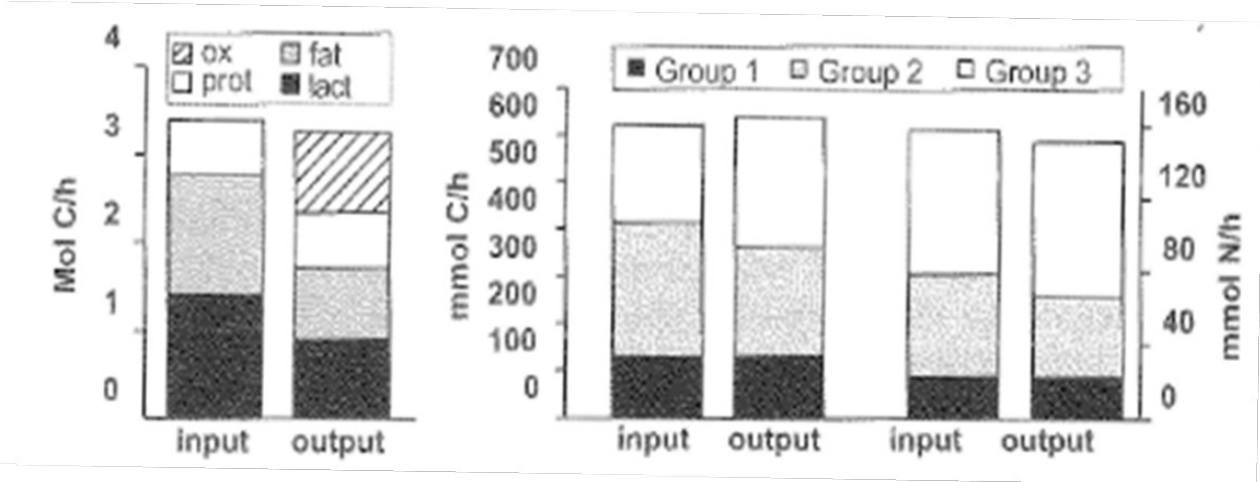 4
3
2
1
0
Mol C/h
ox fat
prot lact
input output
700
600
500
400
300
200
100
0
mmol C/h
Group 1 Group 2 Group 3
input output input output
160
120
80
40
0
mmol N/h